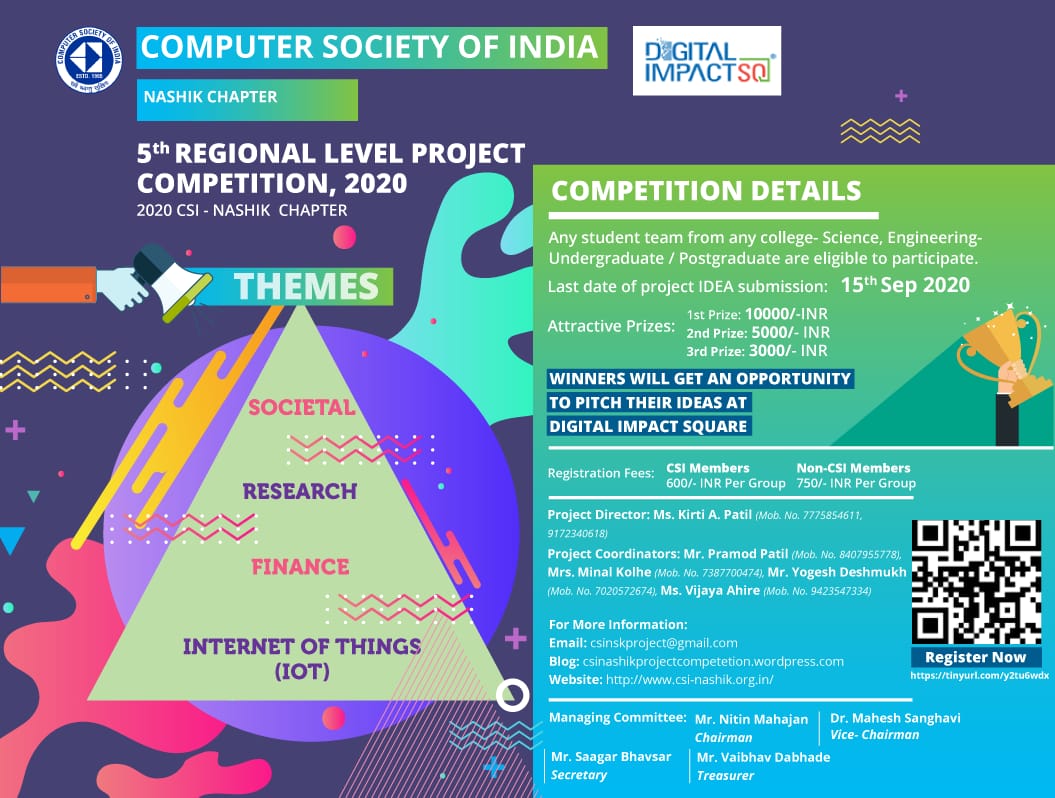 COMPUTER SOCIETY OF INDIA
ESTD. 1965
COMPUTER SOCIETY OF INDIA
NASHIK CHAPTER
DIGITAL
IMPACTSQ
5th REGIONAL LEVEL PROJECT
COMPETITION, 2020
2020 CSI - NASHIK CHAPTER
THEMES
SOCIETAL
RESEARCH
FINANCE
INTERNET OF THINGS
(IOT)
COMPETITION DETAILS
Any student team from any college- Science, Engineering-
Undergraduate / Postgraduate are eligible to participate.
Last date of project IDEA submission: 15th Sep 2020
Attractive Prizes:
1st Prize: 10000/-INR
2nd Prize: 5000/- INR
3rd Prize: 3000/- INR
WINNERS WILL GET AN OPPORTUNITY
TO PITCH THEIR IDEAS AT
DIGITAL IMPACT SQUARE
Registration Fees:
CSI Members
600/- INR Per Group
Non-CSI Members
750/- INR Per Group
Project Director: Ms. Kirti A. Patil (Mob. No. 7775854611,
9172340618)
Project Coordinators: Mr. Pramod Patil (Mob. No. 8407955778),
Mrs. Minal Kolhe (Mob. No. 7387700474), Mr. Yogesh Deshmukh
(Mob. No. 7020572674), Ms. Vijaya Ahire (Mob. No. 9423547334)
For More Information:
Email: csinskproject@gmail.com
Blog: csinashikprojectcompetetion.wordpress.com
Website: http://www.csi-nashik.org.in/
Register Now
https://tinyurl.com/y2tu6wdx
Managing Committee:
Mr. Nitin Mahajan
Chairman
Dr. Mahesh Sanghavi
Vice- Chairman
Mr. Saagar Bhavsar
Secretary
Mr. Vaibhav Dabhade
Treasurer